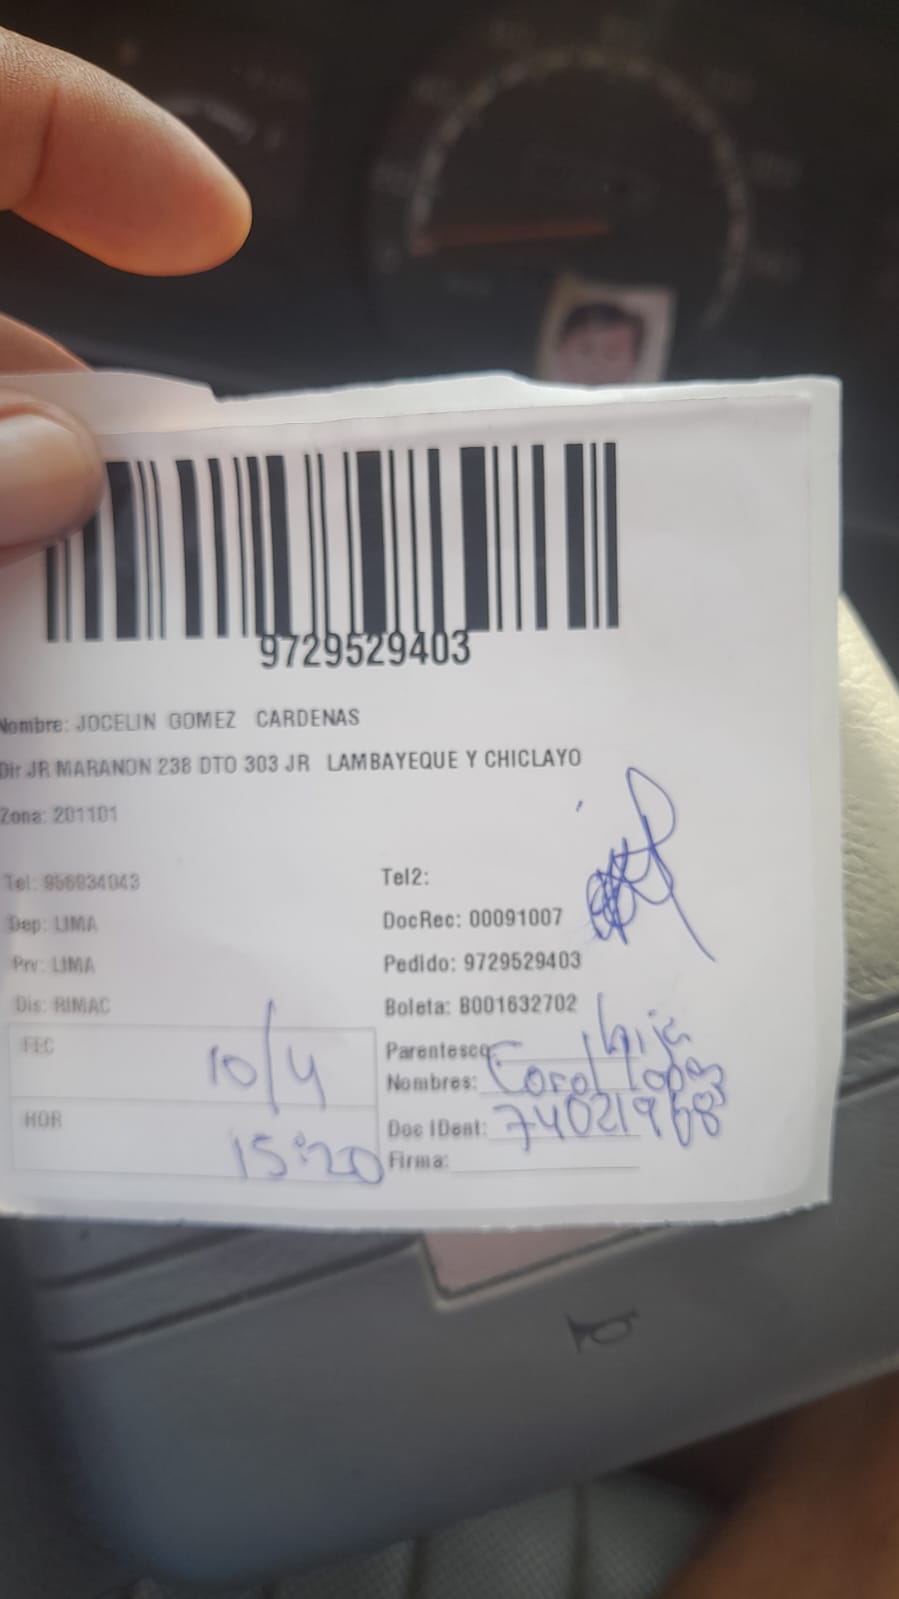 9729529403
Nombre: JOCELIN GOMEZ CARDENAS
Dir JR MARANON 238 DTO 303 JR LAMBAYEQUE Y CHICLAYO
Zona: 201101
Tel: 956934043
Tel2:
Dep: LIMA
DocRec: 00091007
Prv: LIMA
Pedido: 9729529403
Dis: RIMAC
Boleta: B001632702
FEC 10/4
Parentesco: hija
Nombres: Carol
HOR 15:20
Doc IDent:
Firma: